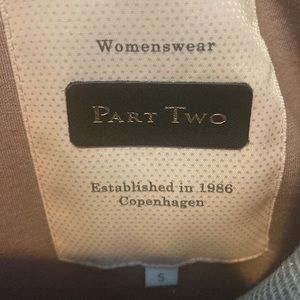 Womenswear
PART TWO
Established in 1986
Copenhagen
S